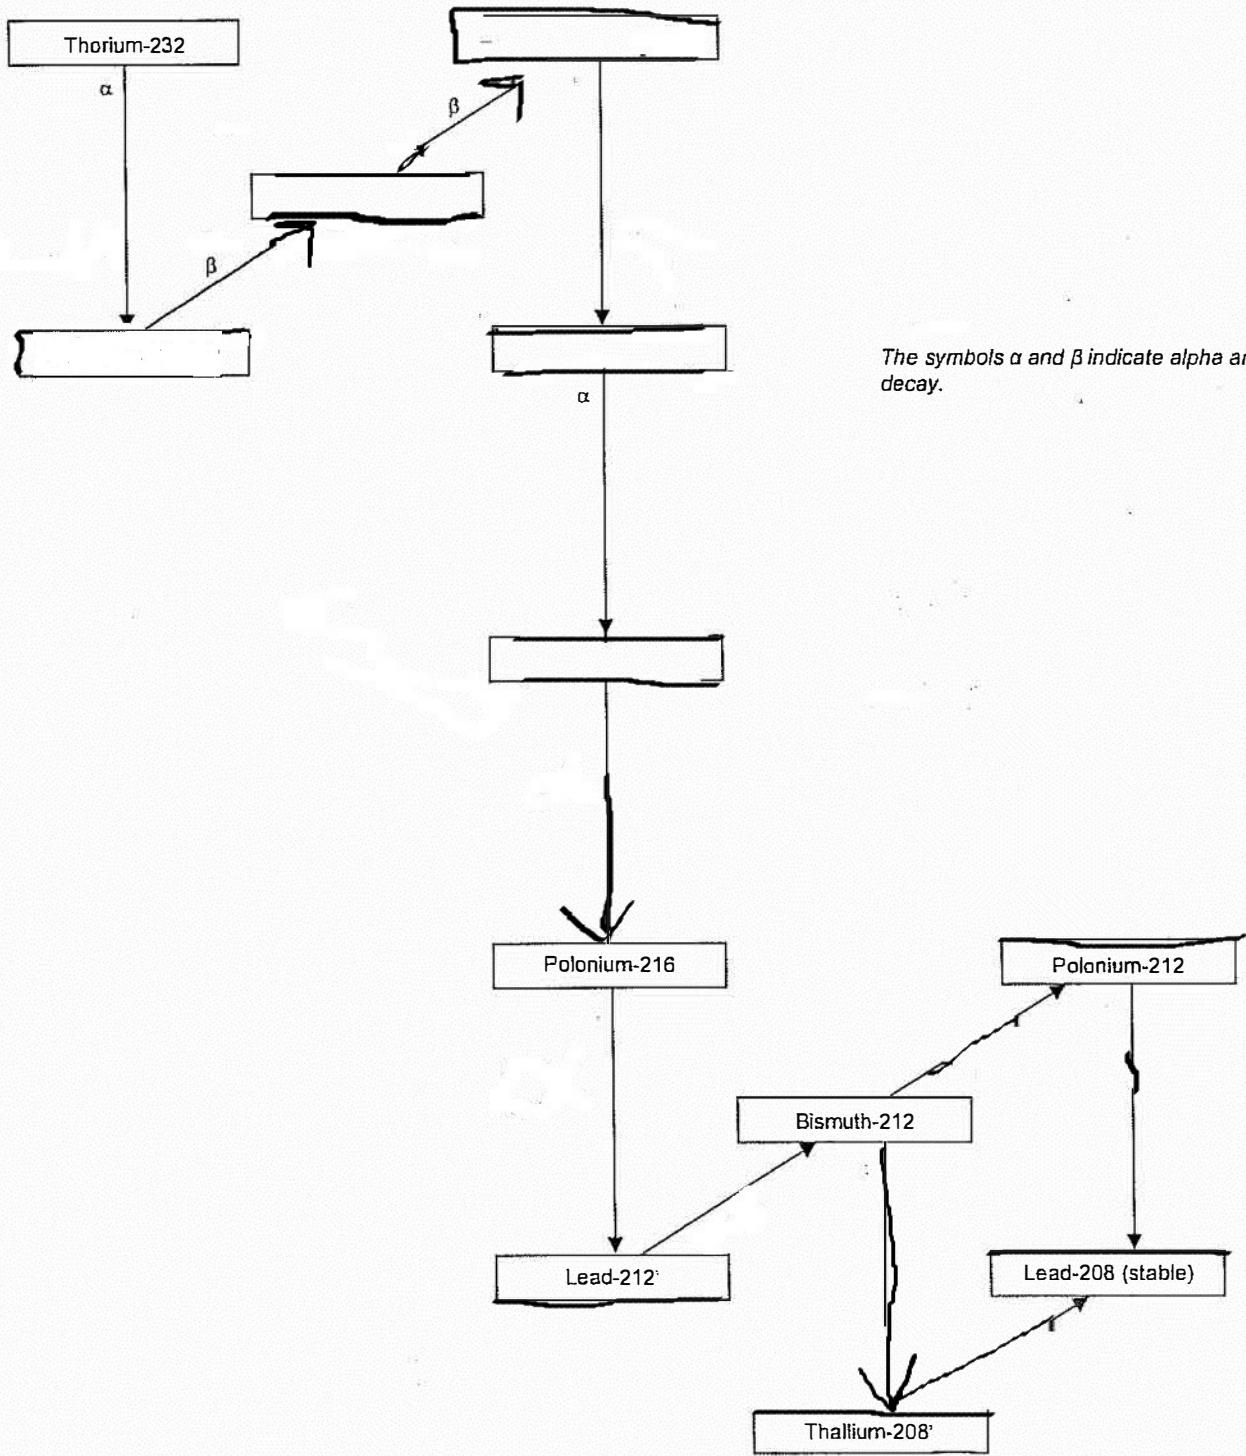 Thorium-232
α
β
β
The symbols α and β indicate alpha
decay.
α
Polonium-216
Polonium-212
Bismuth-212
Lead-212
Lead-208 (stable)
Thallium-208